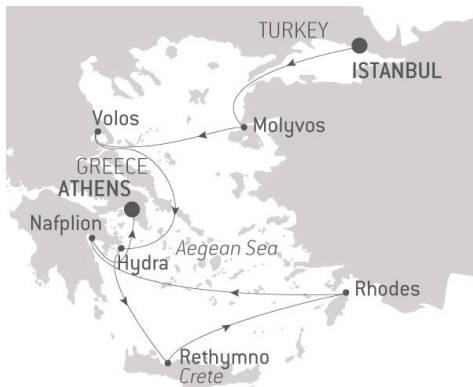 TURKEY
ISTANBUL
Volos
Molyvos
GREECE
ATHENS
Nafplion
Hydra
Aegean Sea
Rhodes
Rethymno
Crete